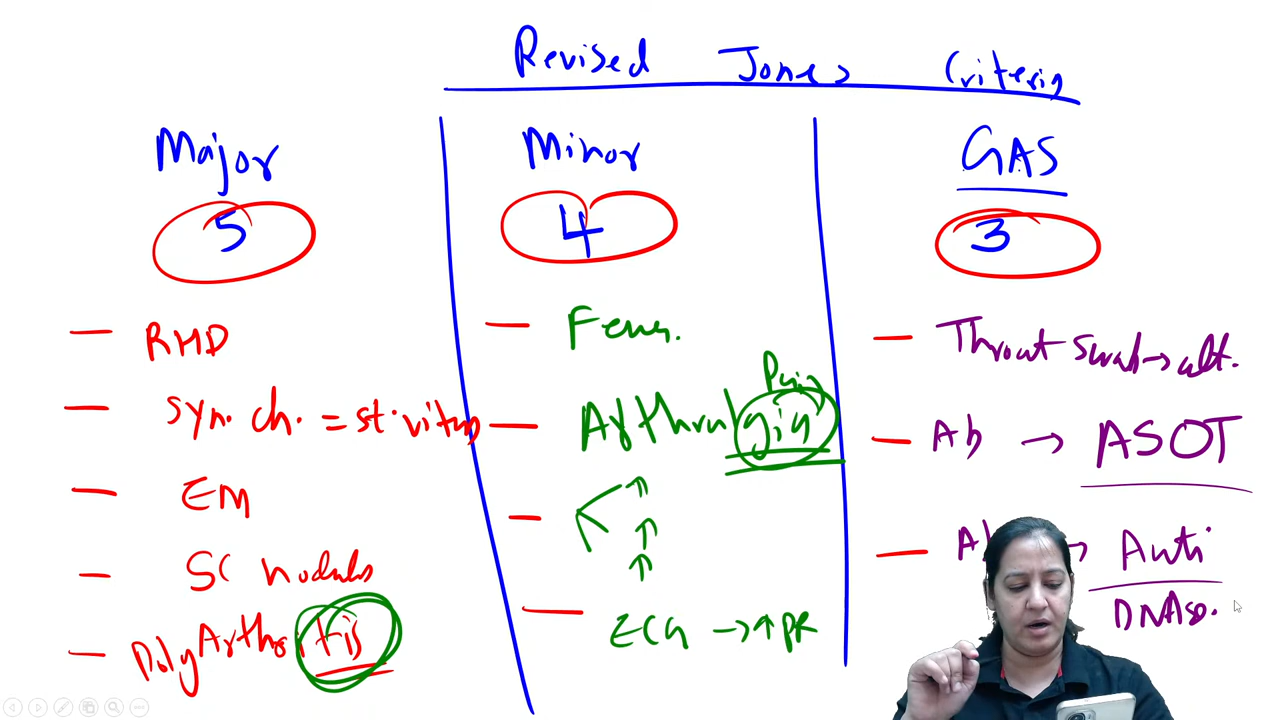 Revised Jones Criteria
Major
5
— RHD
— Syn. ch. = St. vitus
— EM
— SC nodules
— PolyArthritis
Minor
4
— Fever.
— Arthralgia
Pain
— < ↑ ↑ ↑
— ECG → ↑ PR
GAS
3
— Throat swab → cult.
— Ab → ASOT
— Ab → Anti
DNAse.